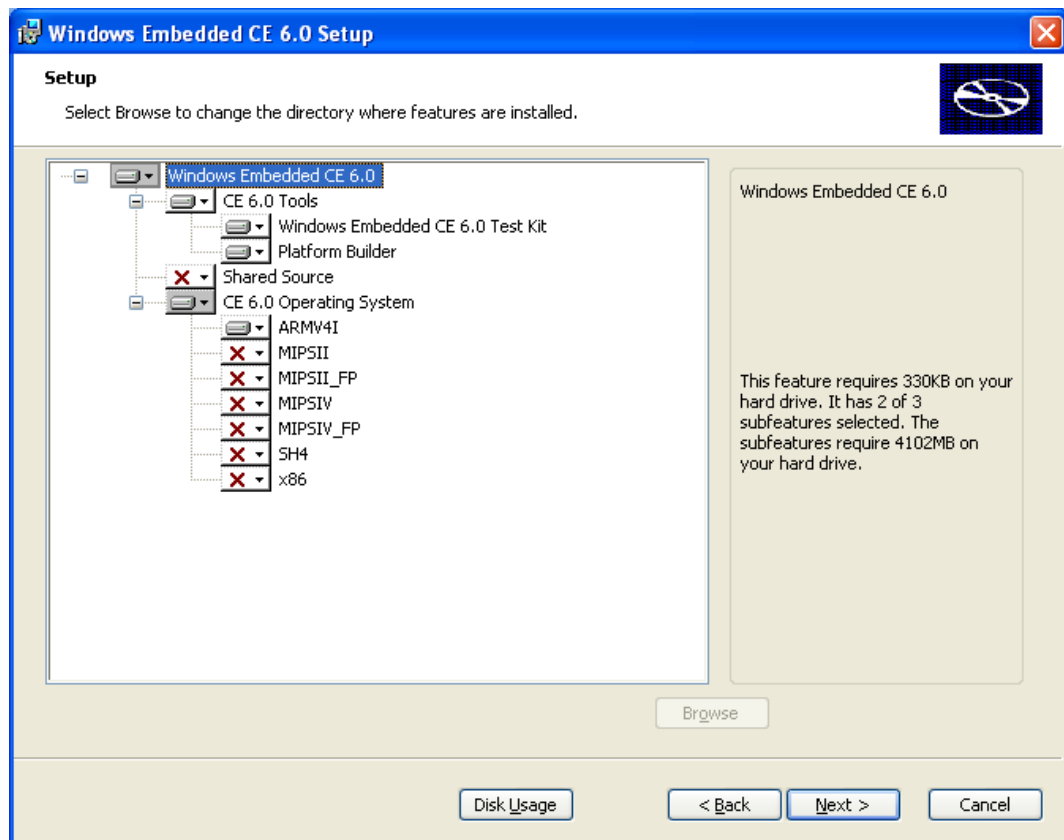 Windows Embedded CE 6.0 Setup
Setup
Select Browse to change the directory where features are installed.
Windows Embedded CE 6.0
CE 6.0 Tools
Windows Embedded CE 6.0 Test Kit
Platform Builder
Shared Source
CE 6.0 Operating System
ARMV4I
MIPSII
MIPSII_FP
MIPSIV
MIPSIV_FP
SH4
x86
Windows Embedded CE 6.0
This feature requires 330KB on your
hard drive. It has 2 of 3
subfeatures selected. The
subfeatures require 4102MB on
your hard drive.
Browse
Disk Usage
< Back
Next >
Cancel